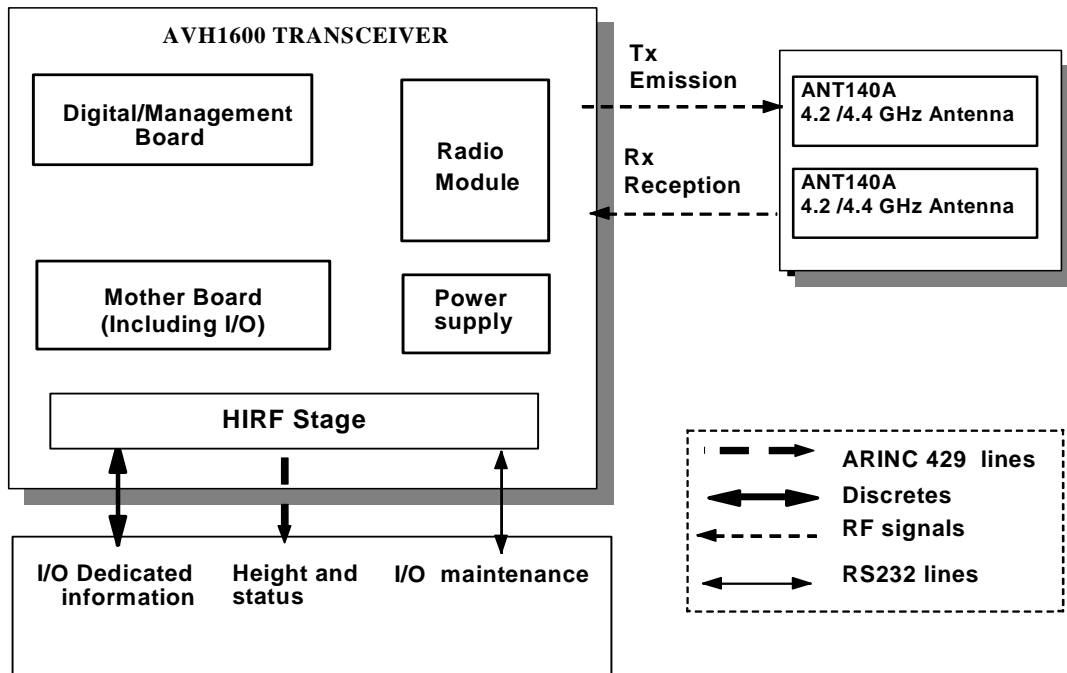 AVH1600 TRANSCEIVER
Digital/Management
Board
Radio
Module
Mother Board
(Including I/O)
Power
supply
HIRF Stage
Tx
Emission
Rx
Reception
ANT140A
4.2 /4.4 GHz Antenna
ANT140A
4.2 /4.4 GHz Antenna
I/O Dedicated
information
Height and
status
I/O maintenance
ARINC 429 lines
Discretes
RF signals
RS232 lines